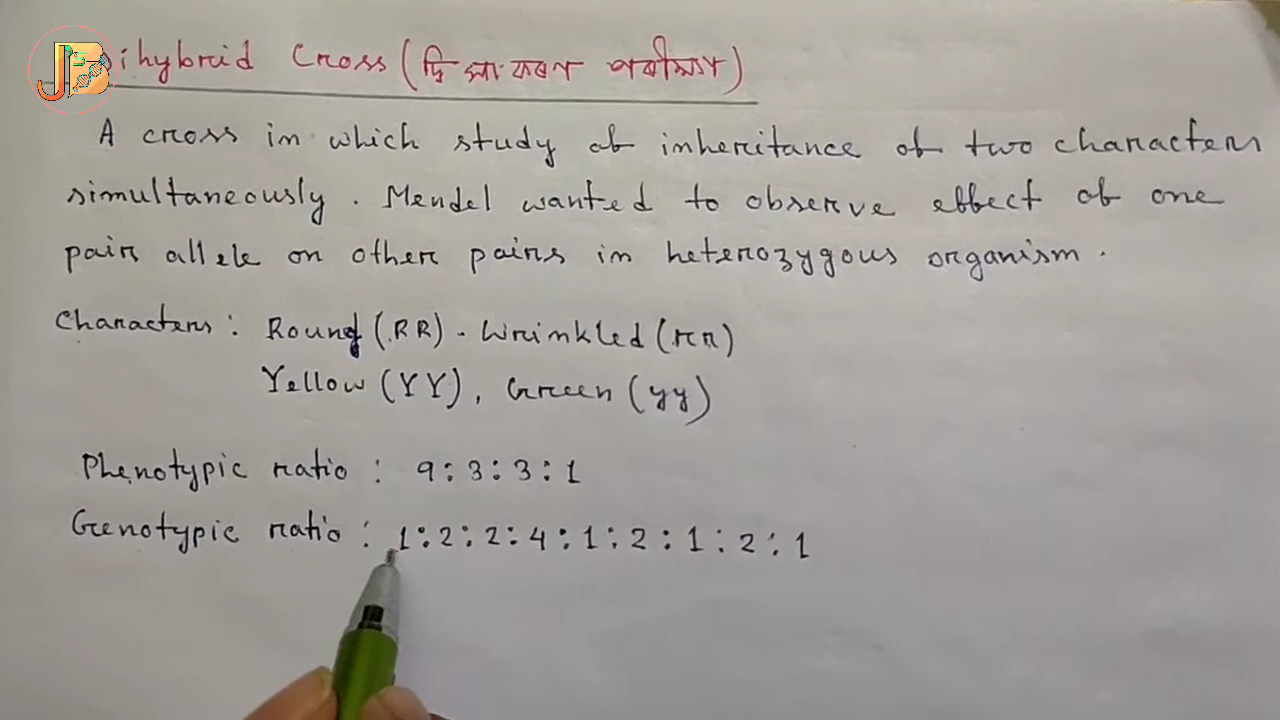 Dihybrid Cross (দ্বি সংকৰণ পৰীক্ষা)
A cross in which study of inheritance of two characters
simultaneously. Mendel wanted to observe effect of one
pair allele on other pairs in heterozygous organism.
Characters: Round (RR) - Wrinkled (rr)
Yellow (YY), Green (yy)
Phenotypic ratio : 9:3:3:1
Genotypic ratio : 1:2:2:4:1:2:1:2:1